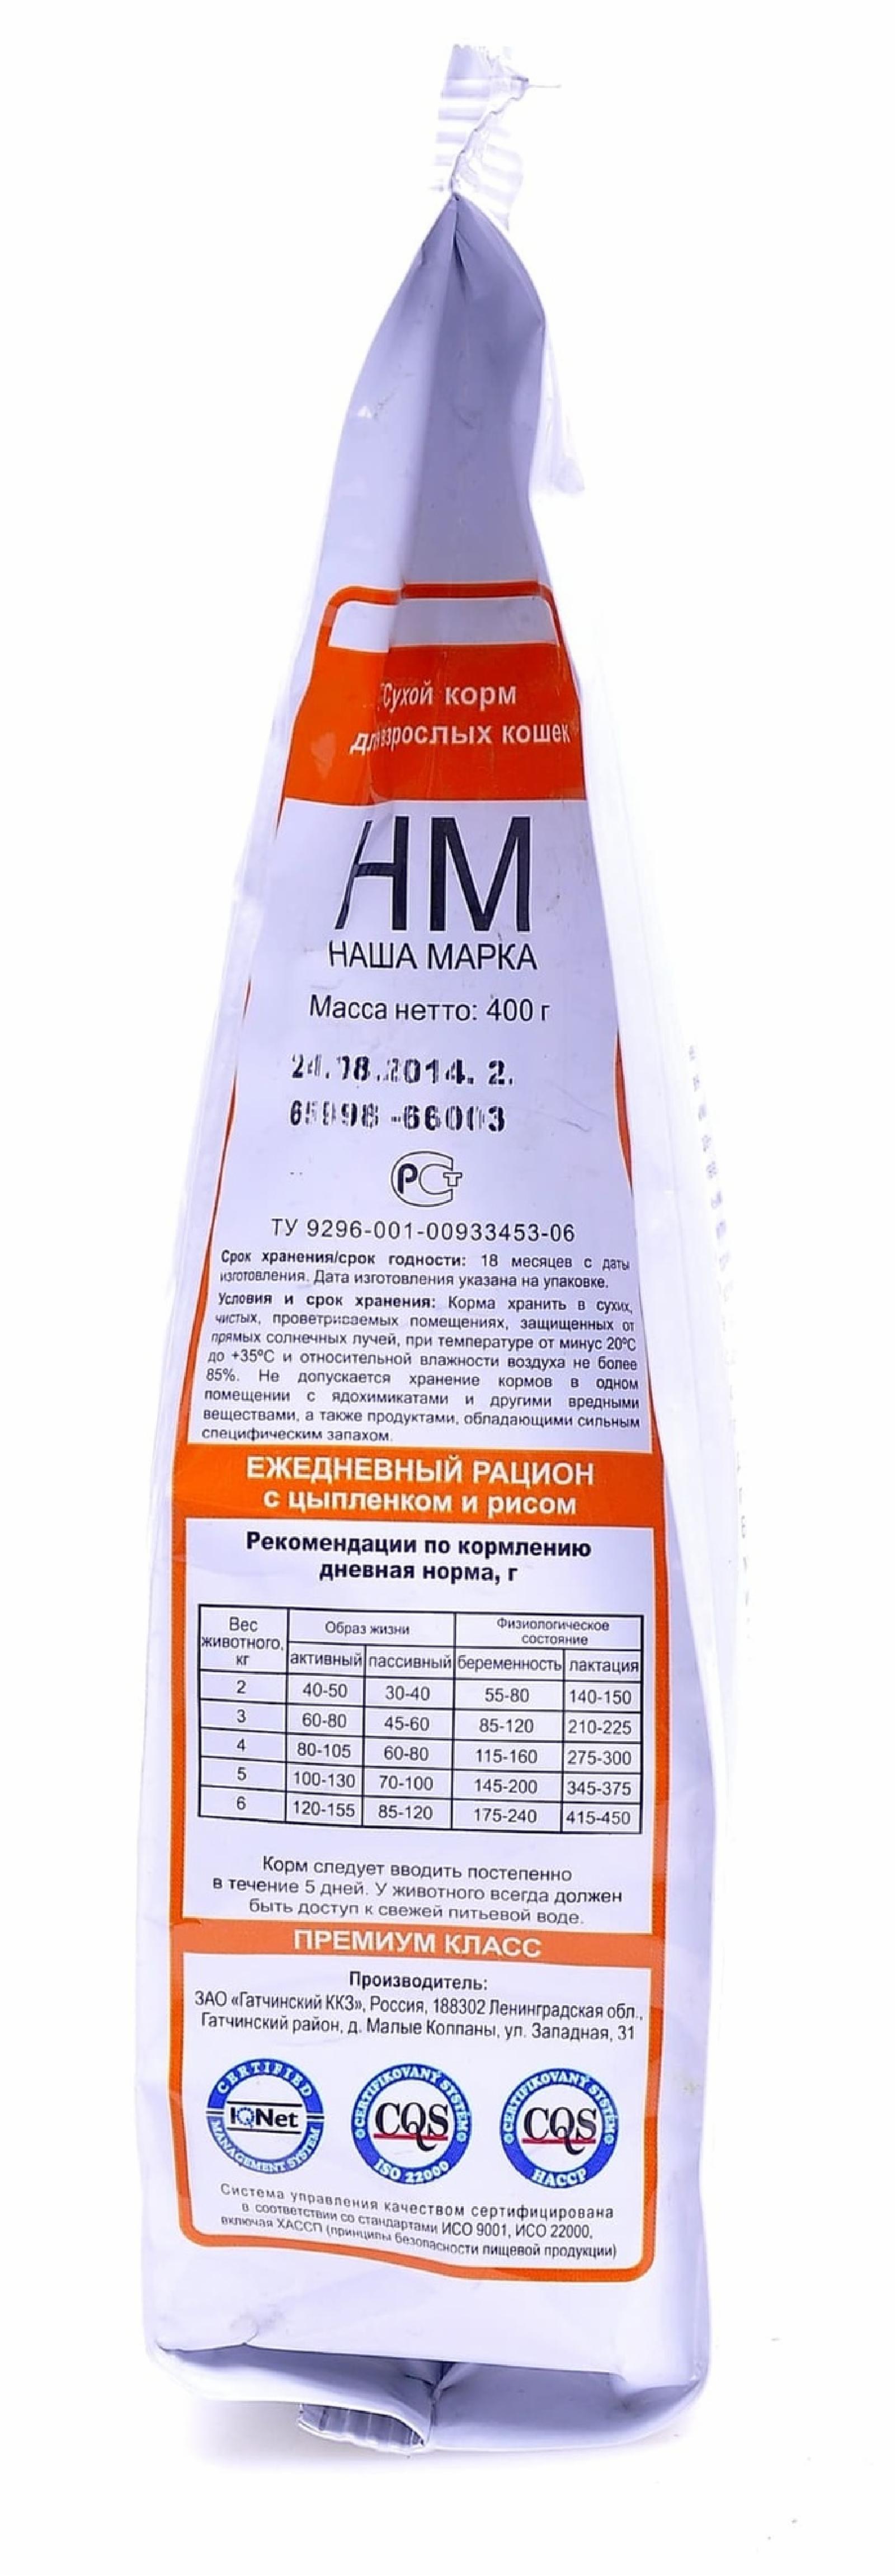 Сухой корм
для взрослых кошек
НМ
НАША МАРКА
Масса нетто: 400 г
2014. 2.
РСТ
ТУ 9296-001-00933453-06
Срок хранения/срок годности: 18 месяцев с даты
изготовления. Дата изготовления указана на упаковке.
Условия и срок хранения: Корма хранить в сухих,
чистых, проветрисаемых помещениях, защищенных от
прямых солнечных лучей, при температуре от минус 20°С
до +35°С и относительной влажности воздуха не более
85%. Не допускается хранение кормов в одном
помещении с ядохимикатами и другими вредными
веществами, а также продуктами, обладающими сильным
специфическим запахом.
ЕЖЕДНЕВНЫЙ РАЦИОН
с цыпленком и рисом
Рекомендации по кормлению
дневная норма, г
Вес животного, кг Образ жизни Физиологическое состояние
активный пассивный беременность лактация
2 40-50 30-40 55-80 140-150
3 60-80 45-60 85-120 210-225
4 80-105 60-80 115-160 275-300
5 100-130 70-100 145-200 345-375
6 120-155 85-120 175-240 415-450
Корм следует вводить постепенно
в течение 5 дней. У животного всегда должен
быть доступ к свежей питьевой воде.
ПРЕМИУМ КЛАСС
Производитель:
ЗАО «Гатчинский ККЗ», Россия, 188302 Ленинградская обл.,
Гатчинский район, д. Малые Колпаны, ул. Западная, 31
CERTIFIED IQNet MANAGEMENT SYSTEM
CERTIFIKOVANÝ SYSTÉM CQS ISO 22000
CERTIFIKOVANÝ SYSTÉM CQS HACCP
Система управления качеством сертифицирована
в соответствии со стандартами ИСО 9001, ИСО 22000,
включая ХАССП (принципы безопасности пищевой продукции)